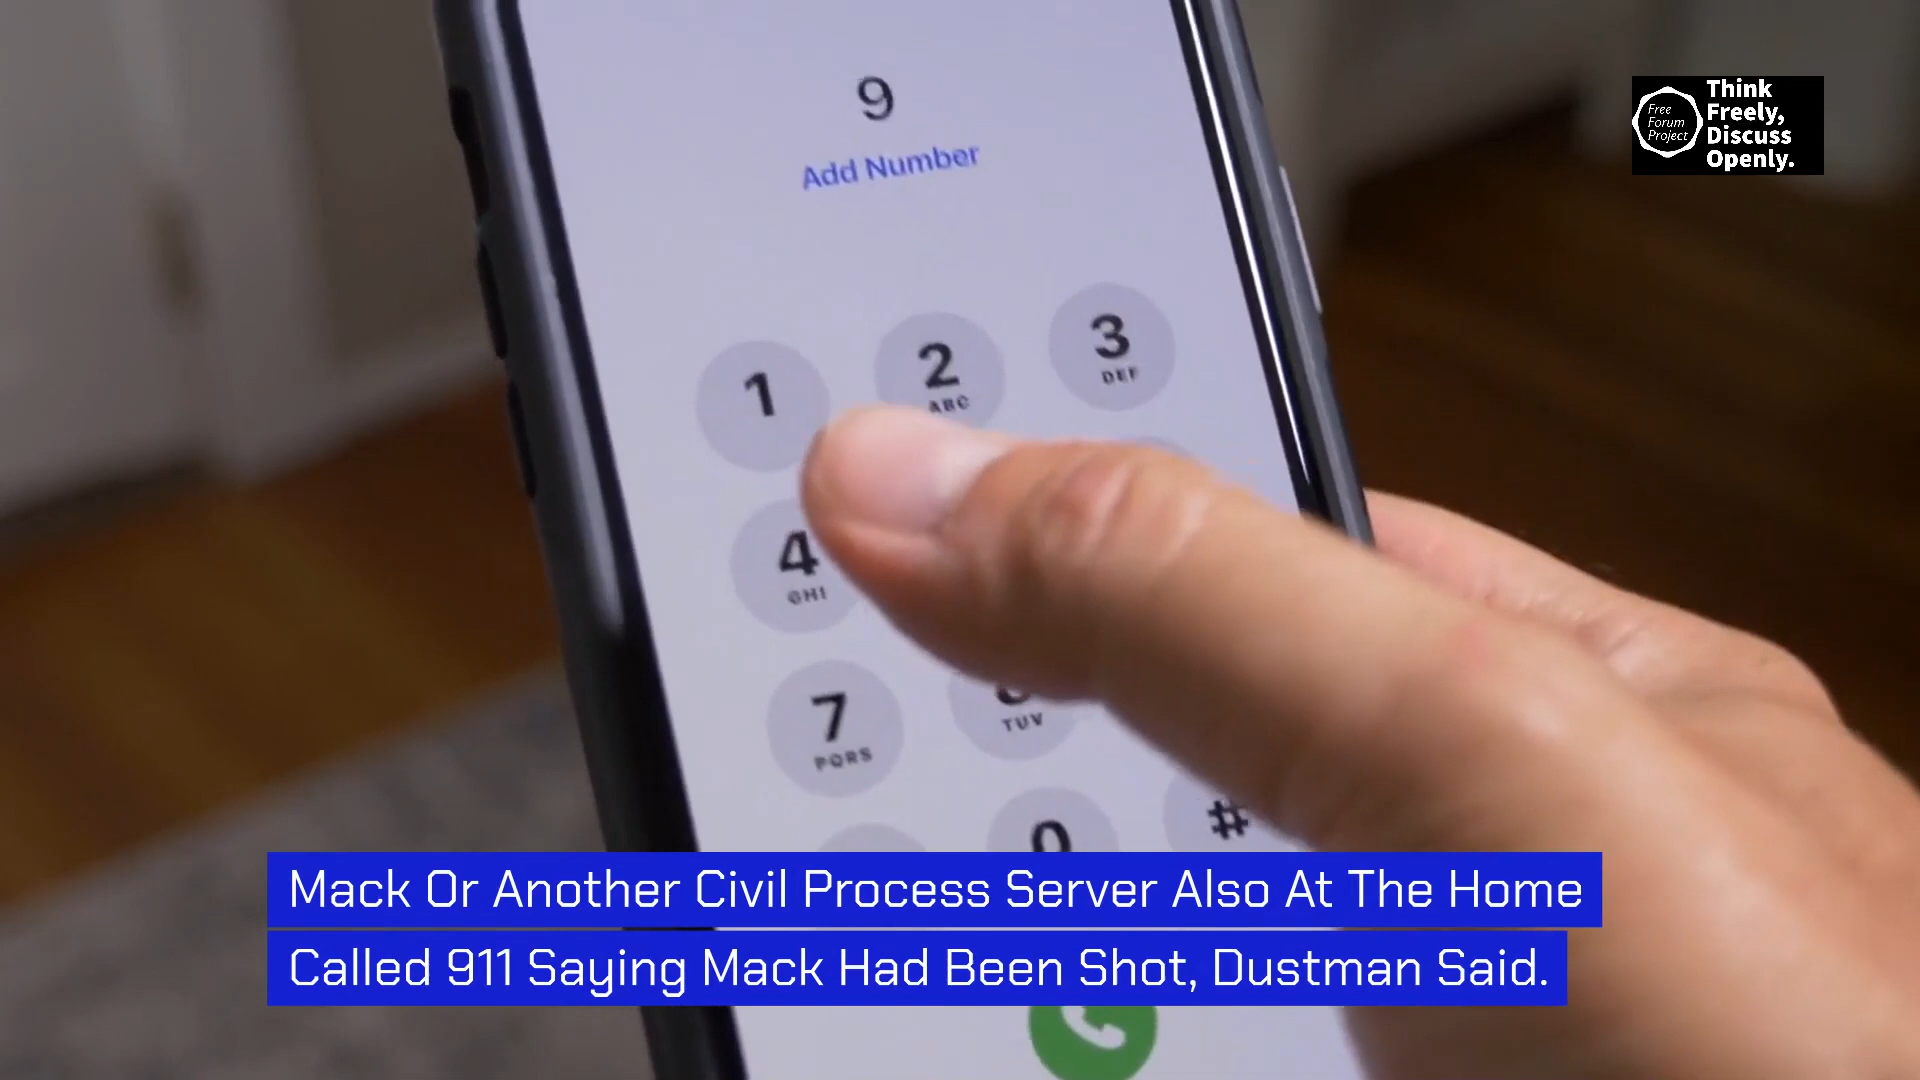 9
Add Number
1
2
ABC
3
DEF
4
GHI
7
PQRS
TUV
0
#
Free
Forum
Project
Think
Freely,
Discuss
Openly.
Mack Or Another Civil Process Server Also At The Home
Called 911 Saying Mack Had Been Shot, Dustman Said.